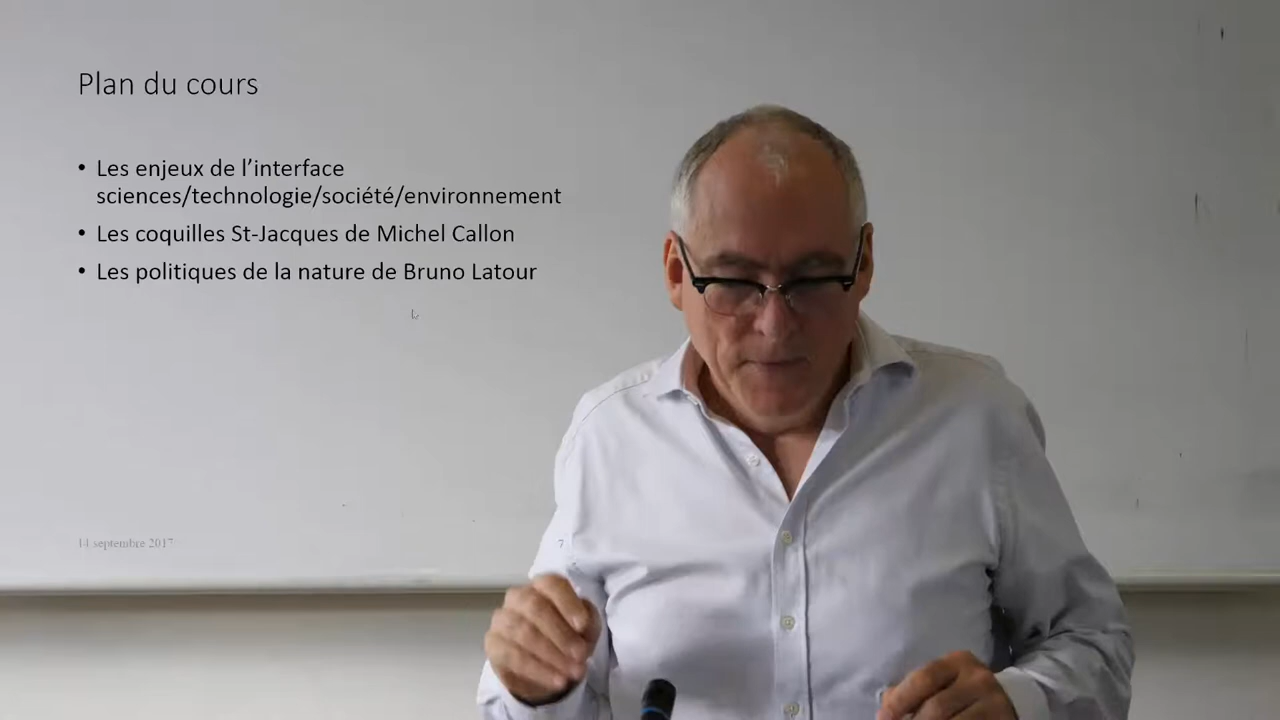 Plan du cours
• Les enjeux de l’interface
sciences/technologie/société/environnement
• Les coquilles St-Jacques de Michel Callon
• Les politiques de la nature de Bruno Latour
14 septembre 2017
7